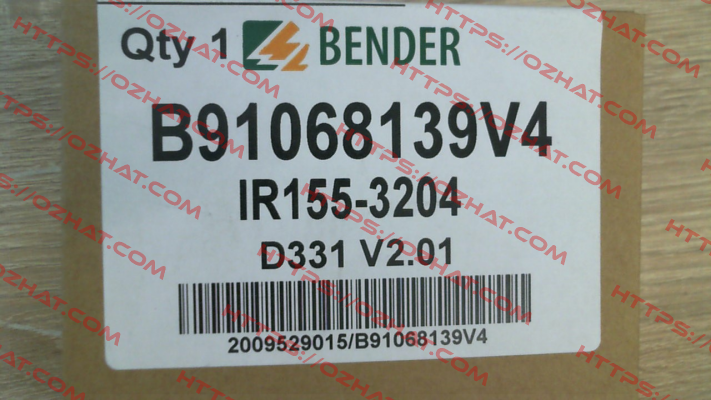 Qty 1 BENDER
B91068139V4
IR155-3204
D331 V2.01
2009529015/B91068139V4
HTTPS://OZHAT.COM